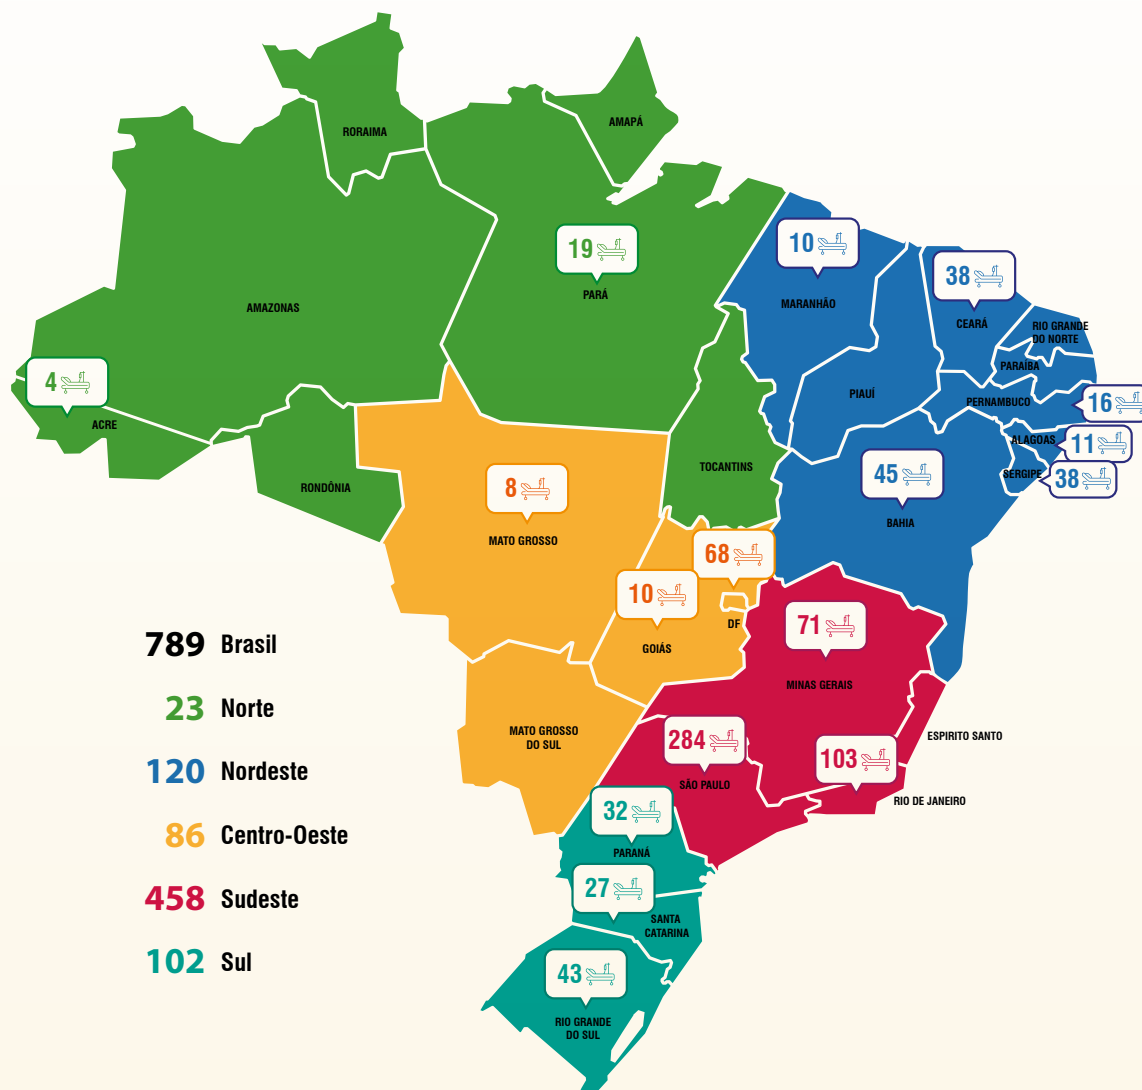 RORAIMA
AMAPÁ
19
PARÁ
10
MARANHÃO
38
CEARÁ
RIO GRANDE
DO NORTE
PARAÍBA
AMAZONAS
4
ACRE
PIAUÍ
PERNAMBUCO
16
ALAGOAS
11
SERGIPE
38
RONDÔNIA
TOCANTINS
45
BAHIA
8
MATO GROSSO
68
DF
10
GOIÁS
71
MINAS GERAIS
MATO GROSSO
DO SUL
ESPIRITO SANTO
284
SÃO PAULO
103
RIO DE JANEIRO
32
PARANÁ
27
SANTA
CATARINA
43
RIO GRANDE
DO SUL
789 Brasil
23 Norte
120 Nordeste
86 Centro-Oeste
458 Sudeste
102 Sul